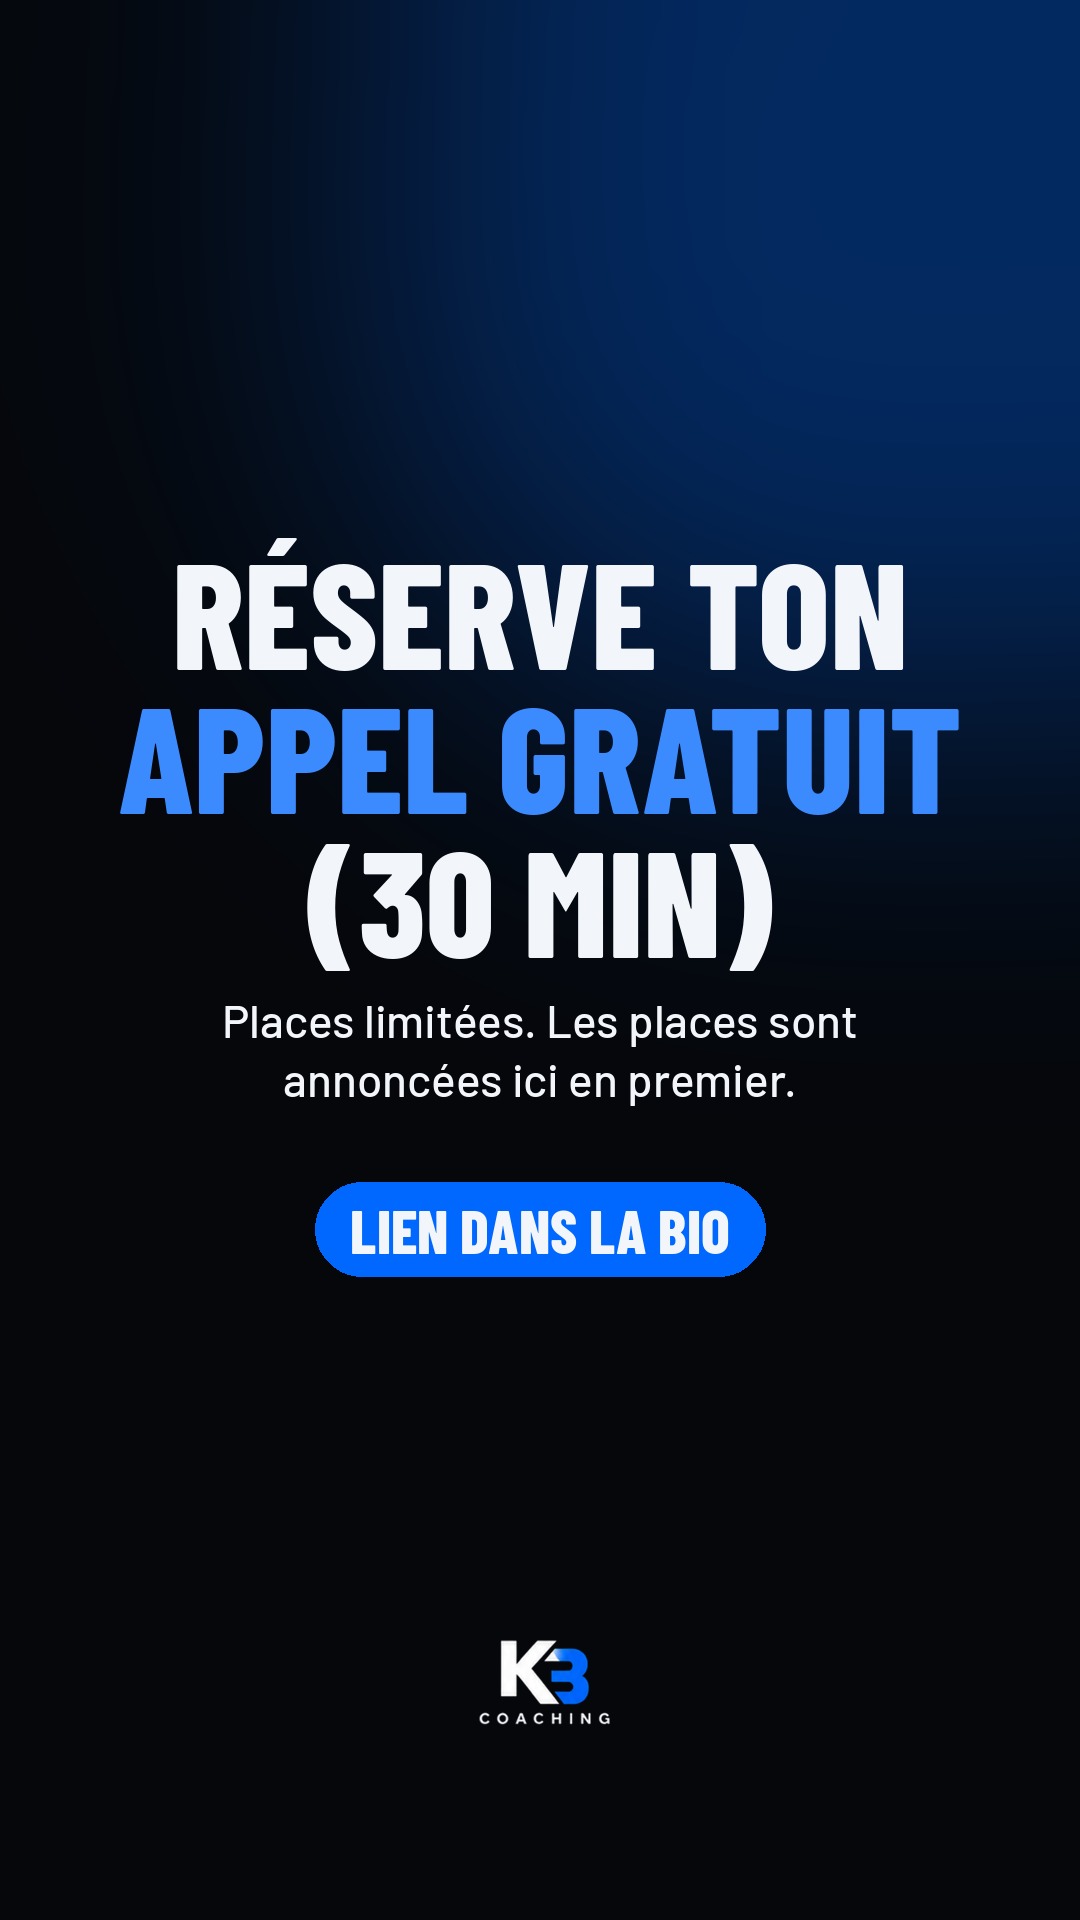 RÉSERVE TON
APPEL GRATUIT
(30 MIN)
Places limitées. Les places sont
annoncées ici en premier.
LIEN DANS LA BIO
KB
COACHING